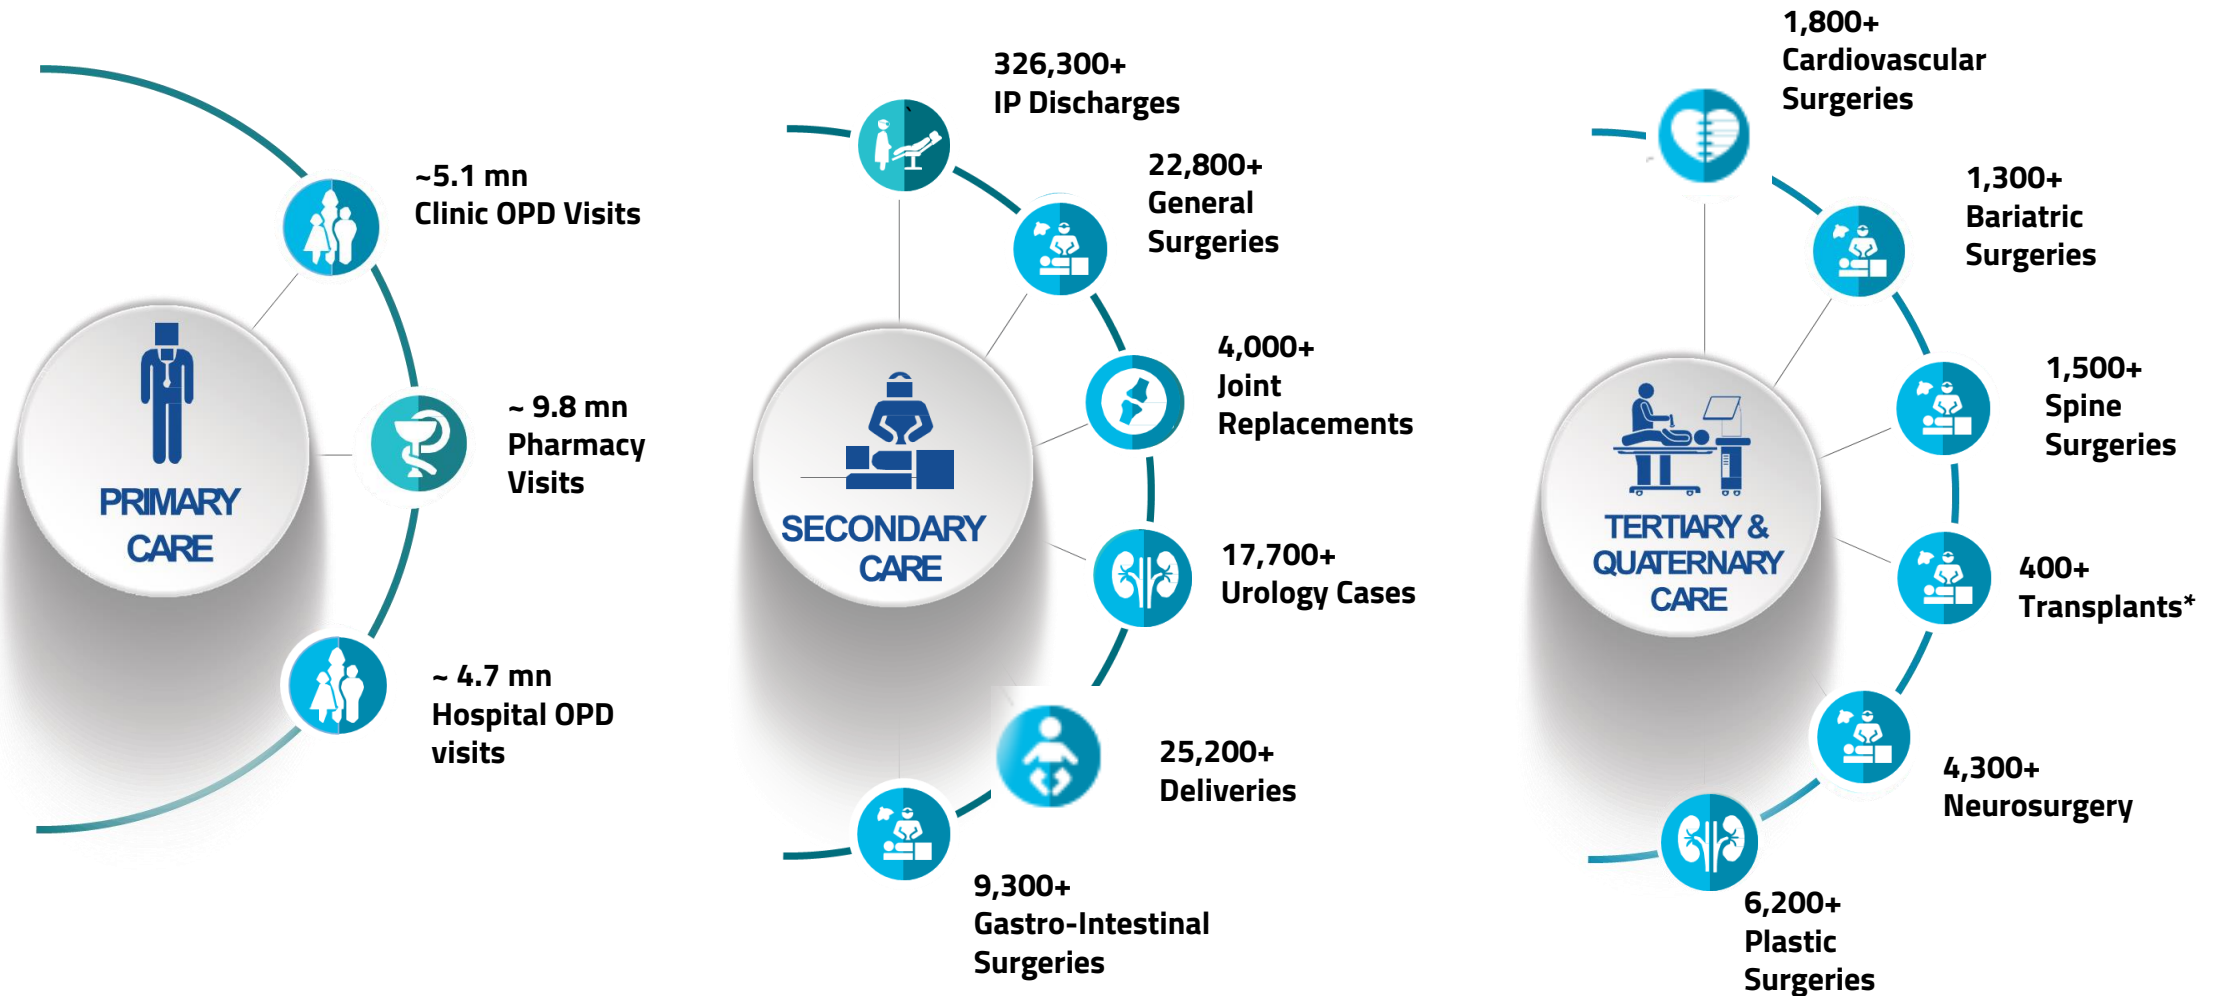 PRIMARY
CARE
~5.1 mn
Clinic OPD Visits
~ 9.8 mn
Pharmacy
Visits
~ 4.7 mn
Hospital OPD
visits
SECONDARY
CARE
326,300+
IP Discharges
22,800+
General
Surgeries
4,000+
Joint
Replacements
17,700+
Urology Cases
25,200+
Deliveries
9,300+
Gastro-Intestinal
Surgeries
TERTIARY &
QUATERNARY
CARE
1,800+
Cardiovascular
Surgeries
1,300+
Bariatric
Surgeries
1,500+
Spine
Surgeries
400+
Transplants*
4,300+
Neurosurgery
6,200+
Plastic
Surgeries